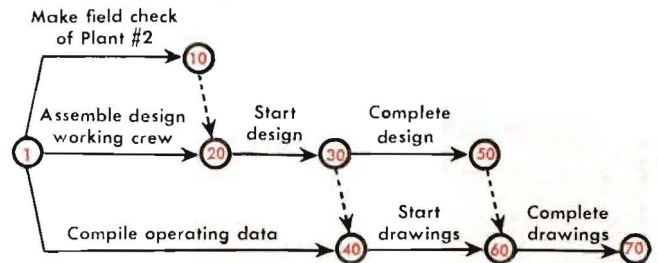 Make field check
of Plant #2
10
Assemble design
working crew
Start
design
Complete
design
1
20
30
50
Compile operating data
Start
drawings
Complete
drawings
40
60
70